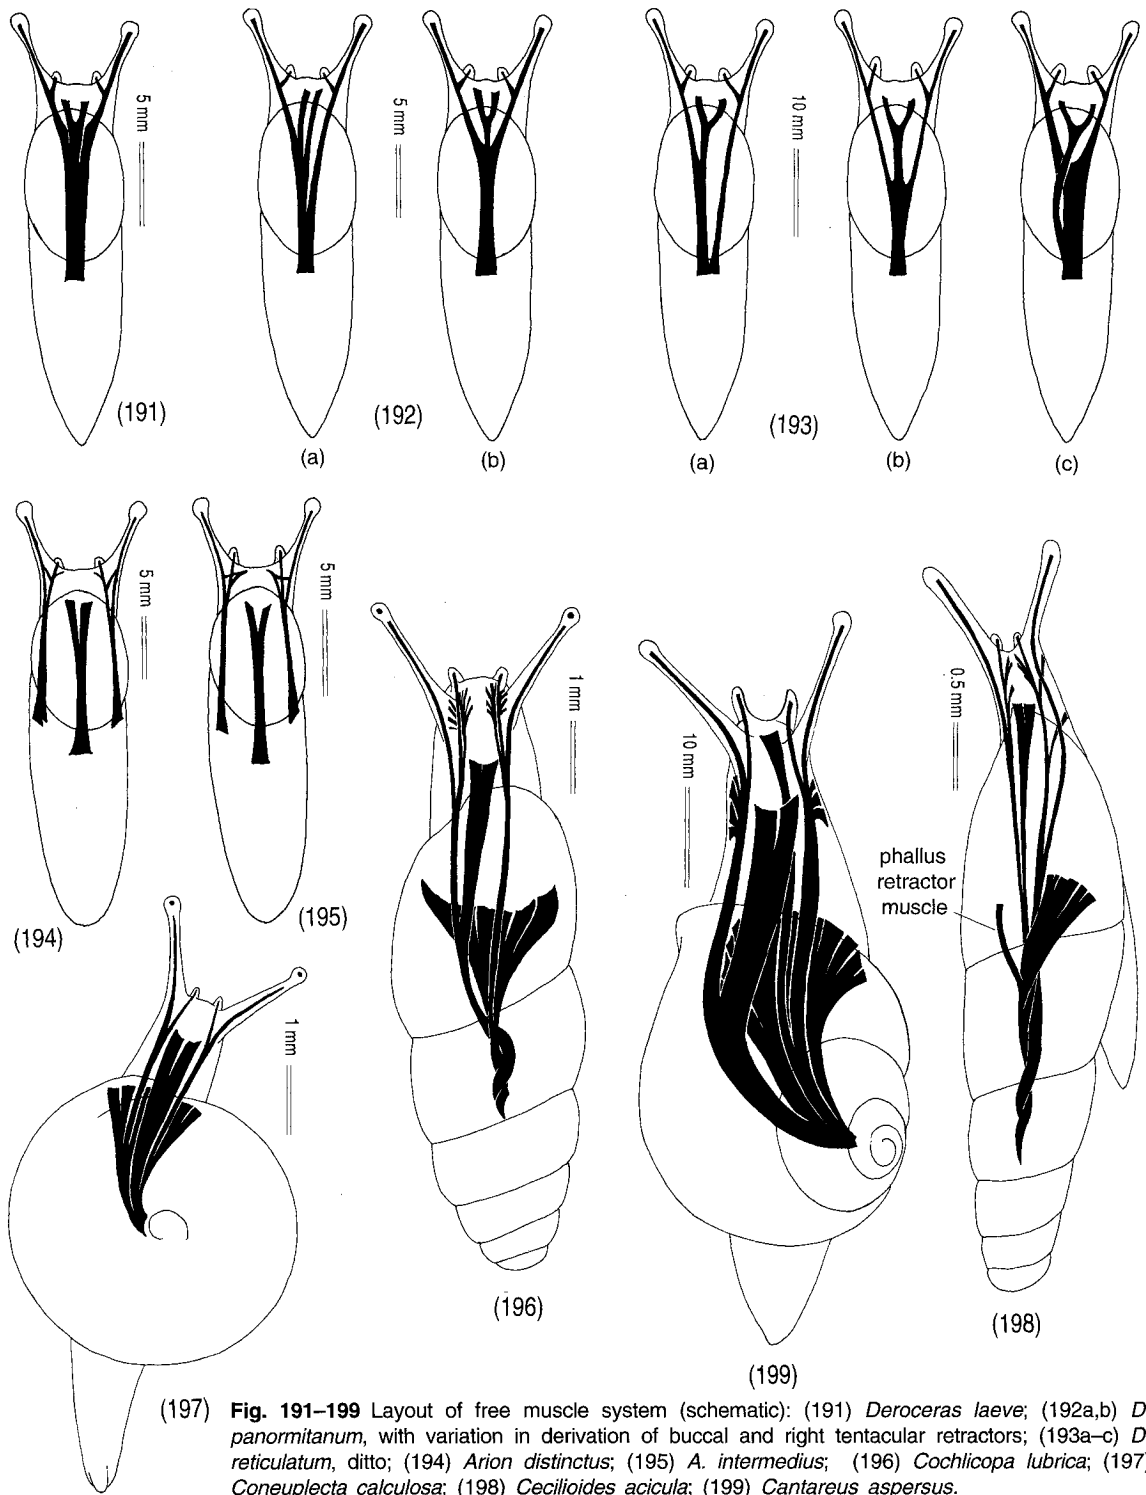 5 mm
5 mm
10 mm
(191)
(192)
(193)
(a)
(b)
(a)
(b)
(c)
5 mm
5 mm
1 mm
10 mm
0.5 mm
phallus
retractor
muscle
(194)
(195)
1 mm
(196)
(198)
(199)
(197)
Fig. 191–199 Layout of free muscle system (schematic): (191) Deroceras laeve; (192a,b) D
panormitanum, with variation in derivation of buccal and right tentacular retractors; (193a–c) D
reticulatum, ditto; (194) Arion distinctus; (195) A. intermedius; (196) Cochlicopa lubrica; (197)
Coneuplecta calculosa; (198) Cecilioides acicula; (199) Cantareus aspersus.